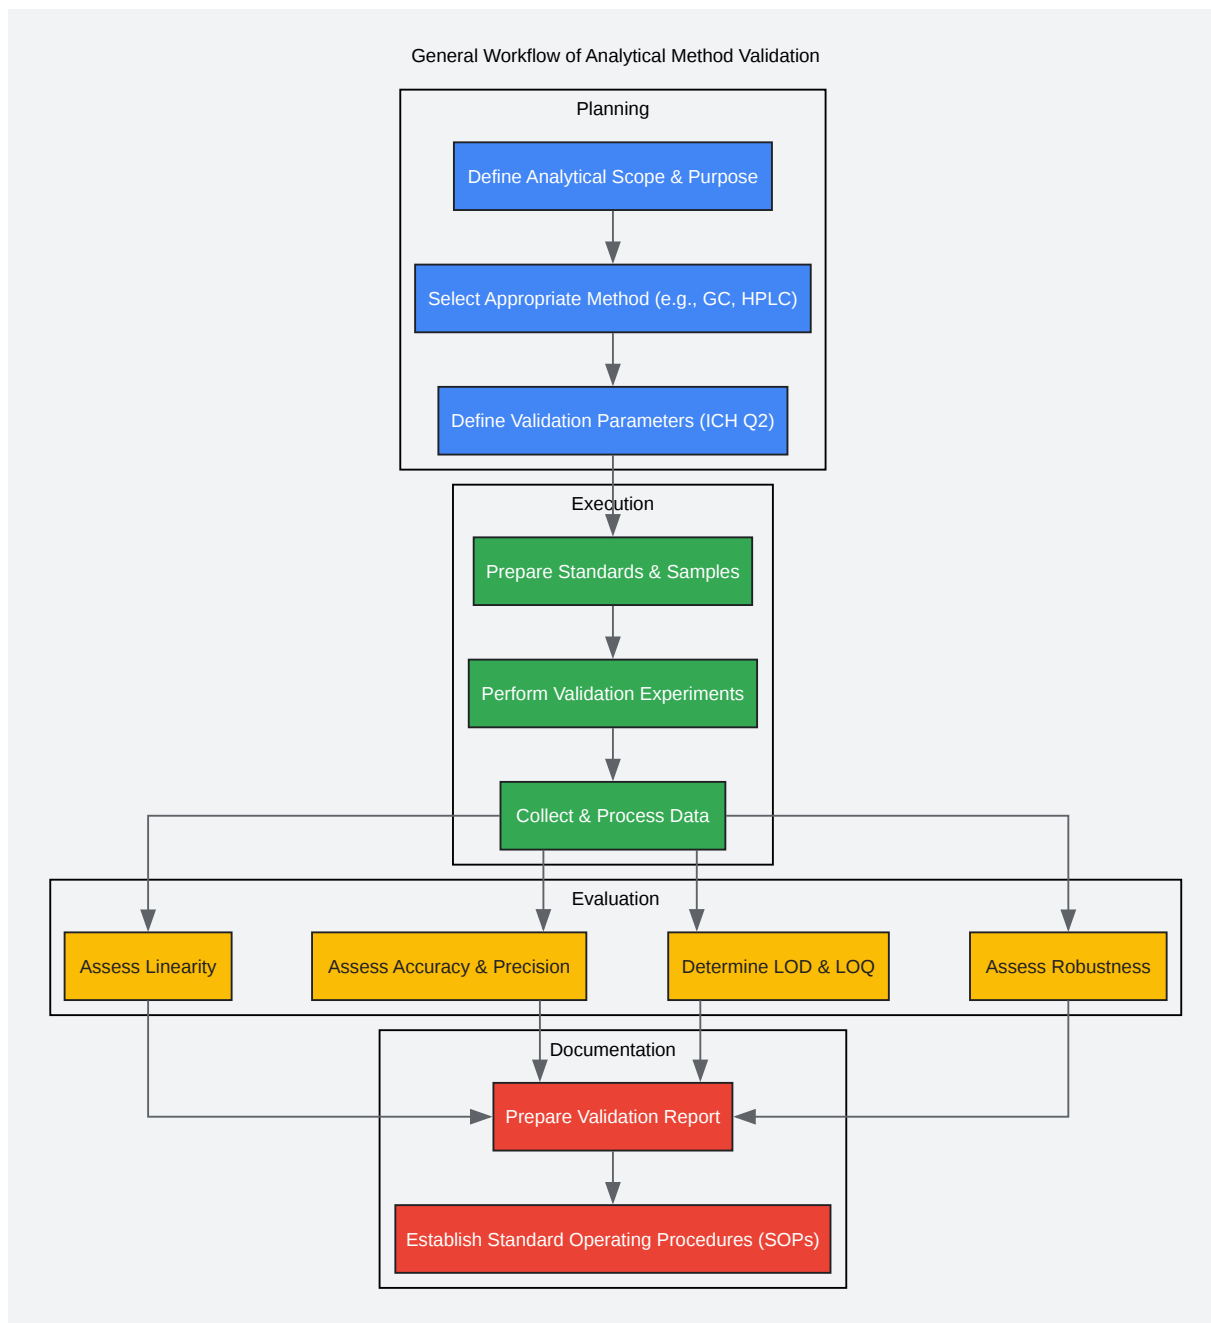 General Workflow of Analytical Method Validation
Planning
Define Analytical Scope & Purpose
Select Appropriate Method (e.g., GC, HPLC)
Define Validation Parameters (ICH Q2)
Execution
Prepare Standards & Samples
Perform Validation Experiments
Collect & Process Data
Evaluation
Assess Linearity
Assess Accuracy & Precision
Determine LOD & LOQ
Assess Robustness
Documentation
Prepare Validation Report
Establish Standard Operating Procedures (SOPs)